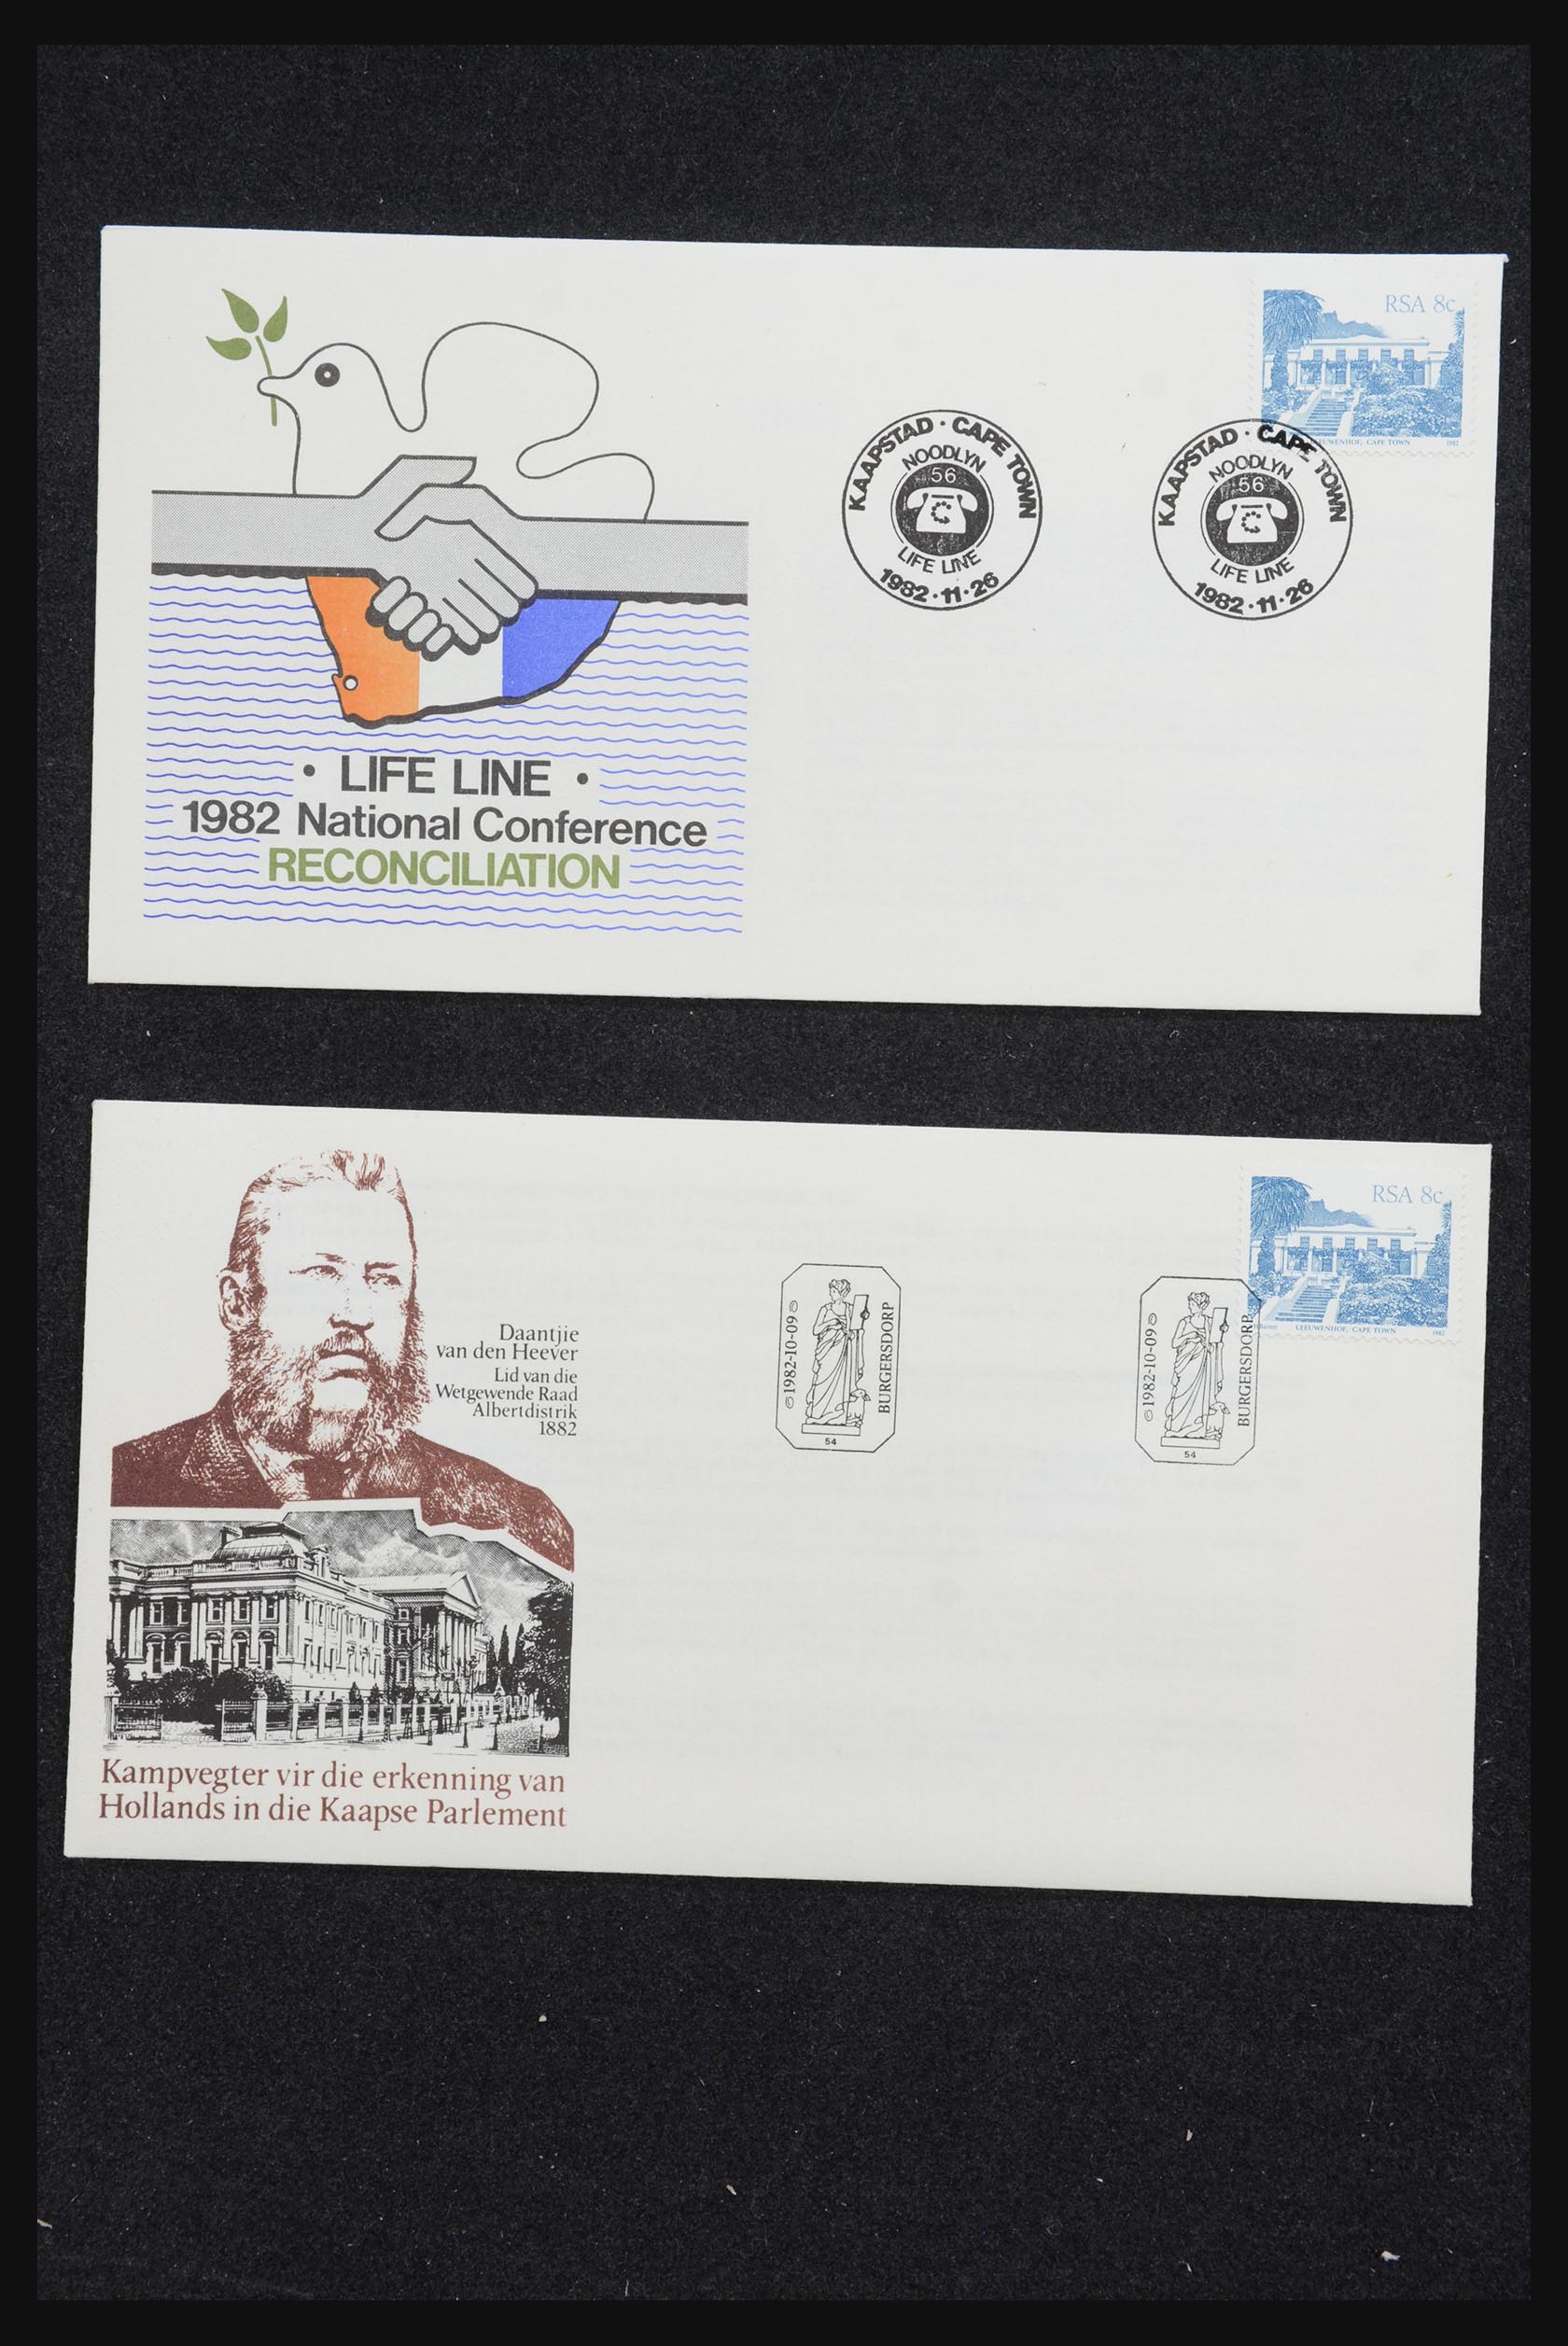 RSA 8c
LEEUWENHOF, CAPE TOWN 1982
KAAPSTAD · CAPE TOWN
NOODLYN
56
LIFE LINE
1982·11·26
KAAPSTAD · CAPE TOWN
NOODLYN
56
LIFE LINE
1982·11·26
• LIFE LINE •
1982 National Conference
RECONCILIATION
RSA 8c
LEEUWENHOF, CAPE TOWN 1982
Daantjie
van den Heever
Lid van die
Wetgewende Raad
Albertdistrik
1882
1982-10-09
BURGERSDORP
54
1982-10-09
BURGERSDORP
54
Kampvegter vir die erkenning van
Hollands in die Kaapse Parlement